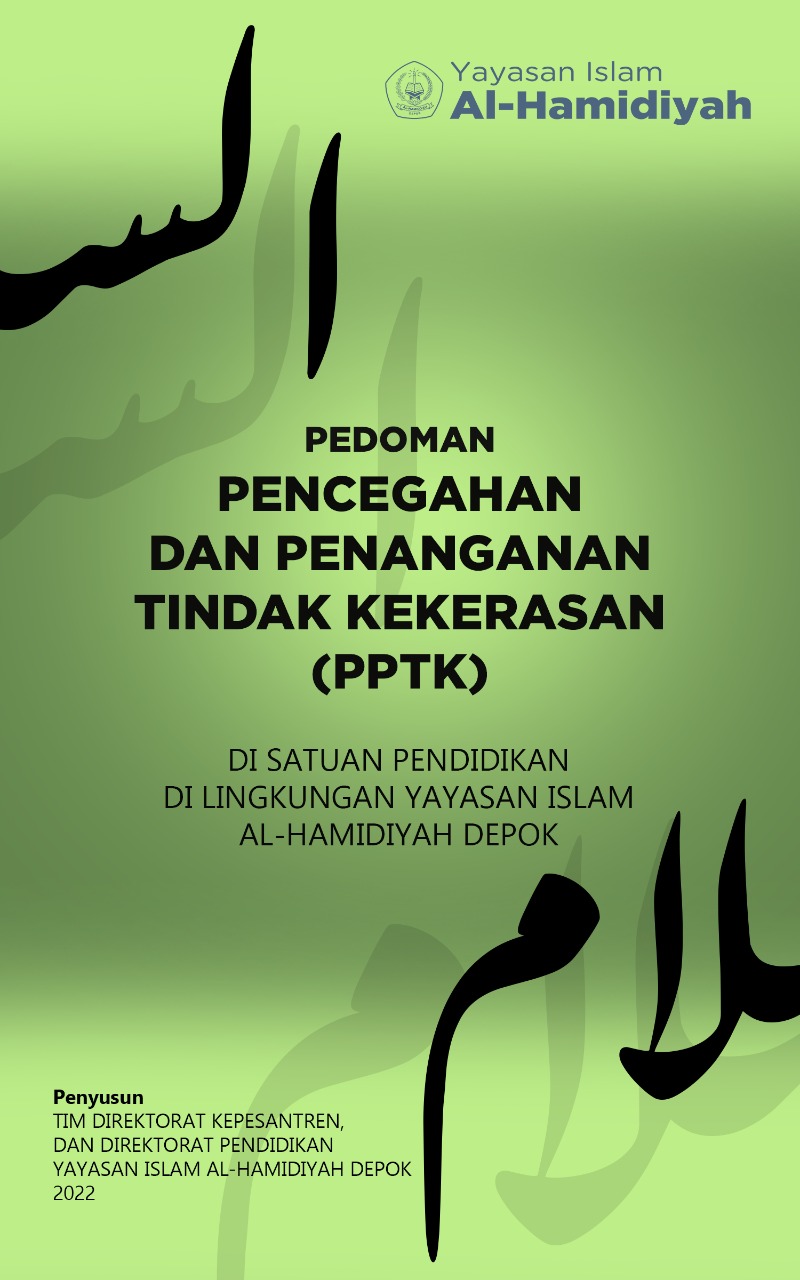 Yayasan Islam
Al-Hamidiyah
السـ
ـلام
PEDOMAN
PENCEGAHAN
DAN PENANGANAN
TINDAK KEKERASAN
(PPTK)
DI SATUAN PENDIDIKAN
DI LINGKUNGAN YAYASAN ISLAM
AL-HAMIDIYAH DEPOK
Penyusun
TIM DIREKTORAT KEPESANTREN,
DAN DIREKTORAT PENDIDIKAN
YAYASAN ISLAM AL-HAMIDIYAH DEPOK
2022